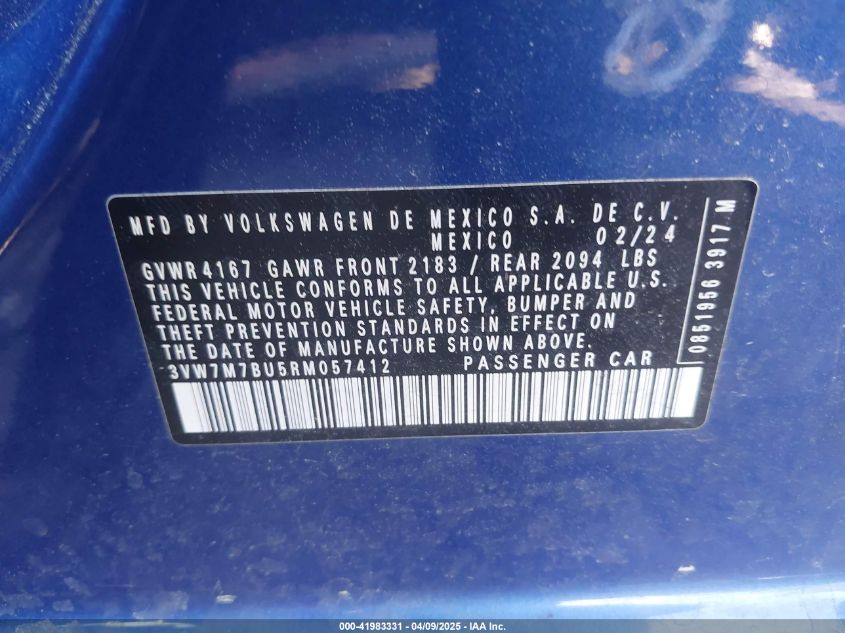 MFD BY VOLKSWAGEN DE MEXICO S.A. DE C.V.
MEXICO 02/24
GVWR 4167 GAWR FRONT 2183 / REAR 2094 LBS
THIS VEHICLE CONFORMS TO ALL APPLICABLE U.S.
FEDERAL MOTOR VEHICLE SAFETY, BUMPER AND
THEFT PREVENTION STANDARDS IN EFFECT ON
THE DATE OF MANUFACTURE SHOWN ABOVE.
3VW7M7BU5RM057412 PASSENGER CAR
0851956 3917 M
000-41983331 - 04/09/2025 - IAA Inc.